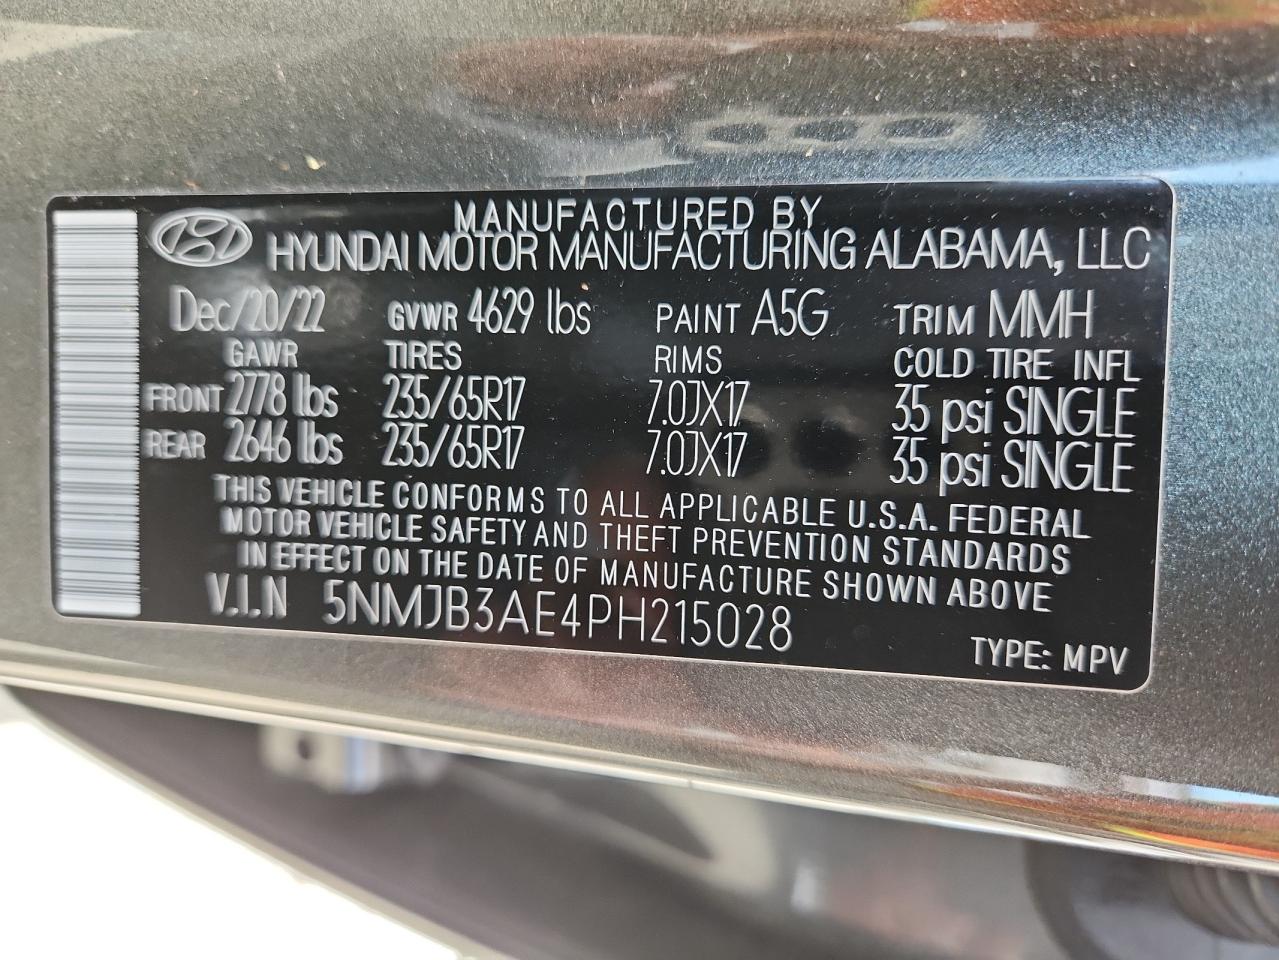 MANUFACTURED BY
HYUNDAI MOTOR MANUFACTURING ALABAMA, LLC
Dec/20/22 GVWR 4629 lbs PAINT A5G TRIM MMH
GAWR TIRES RIMS COLD TIRE INFL
FRONT 2778 lbs 235/65R17 7.0JX17 35 psi SINGLE
REAR 2646 lbs 235/65R17 7.0JX17 35 psi SINGLE
THIS VEHICLE CONFORMS TO ALL APPLICABLE U.S.A. FEDERAL
MOTOR VEHICLE SAFETY AND THEFT PREVENTION STANDARDS
IN EFFECT ON THE DATE OF MANUFACTURE SHOWN ABOVE
V.I.N 5NMJB3AE4PH215028
TYPE: MPV